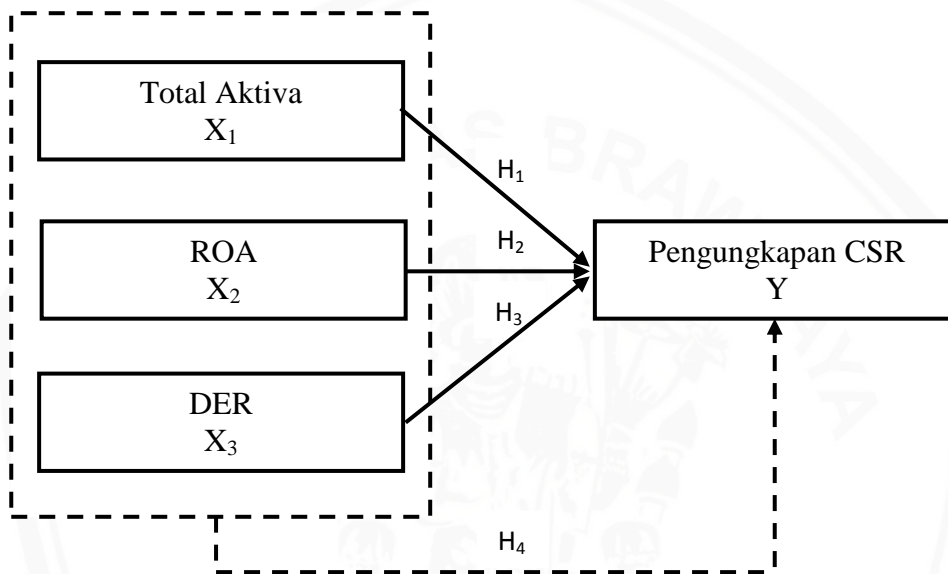 Total Aktiva
X₁
H₁
ROA
X₂
H₂
Pengungkapan CSR
Y
H₃
DER
X₃
H₄